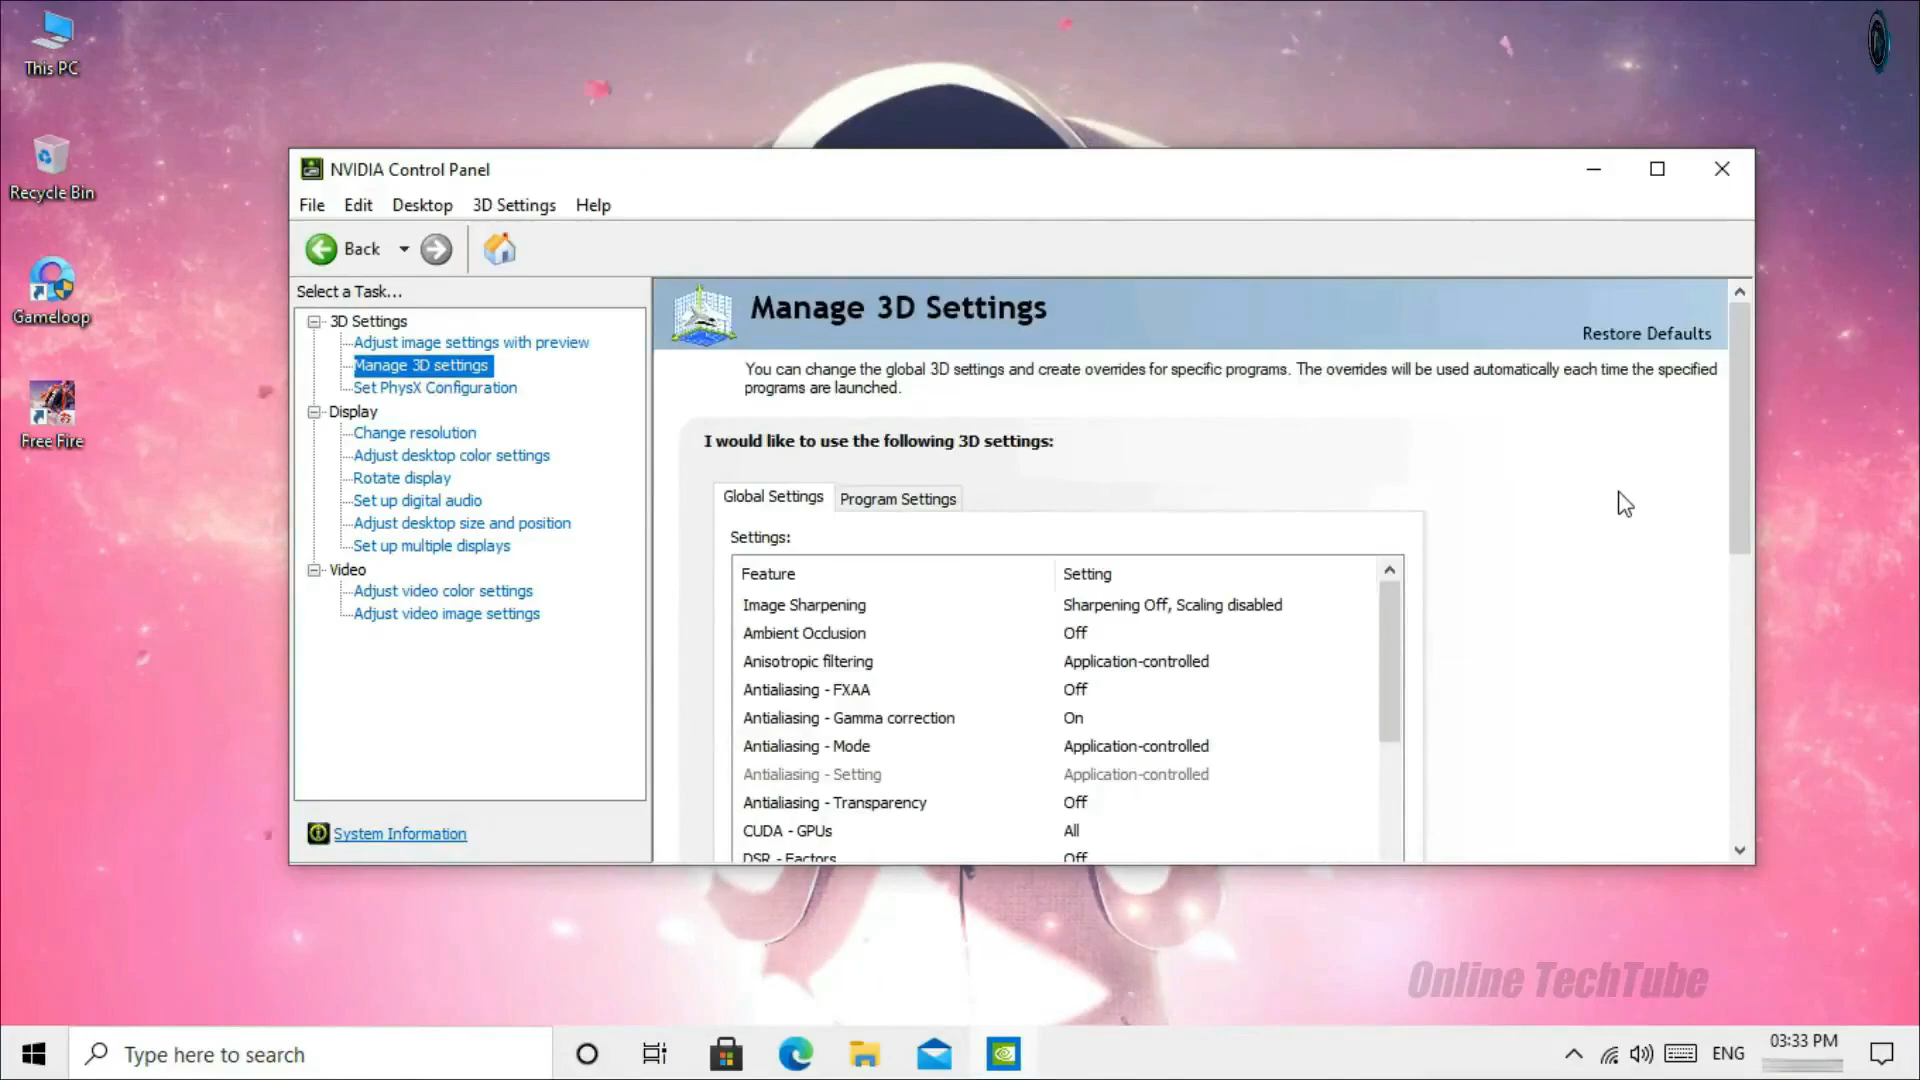 This PC
Recycle Bin
Gameloop
Free Fire
NVIDIA Control Panel
File Edit Desktop 3D Settings Help
Back
Select a Task...
3D Settings
Adjust image settings with preview
Manage 3D settings
Set PhysX Configuration
Display
Change resolution
Adjust desktop color settings
Rotate display
Set up digital audio
Adjust desktop size and position
Set up multiple displays
Video
Adjust video color settings
Adjust video image settings
System Information
Manage 3D Settings
Restore Defaults
You can change the global 3D settings and create overrides for specific programs. The overrides will be used automatically each time the specified
programs are launched.
I would like to use the following 3D settings:
Global Settings Program Settings
Settings:
Feature Setting
Image Sharpening Sharpening Off, Scaling disabled
Ambient Occlusion Off
Anisotropic filtering Application-controlled
Antialiasing - FXAA Off
Antialiasing - Gamma correction On
Antialiasing - Mode Application-controlled
Antialiasing - Setting Application-controlled
Antialiasing - Transparency Off
CUDA - GPUs All
DSR - Factors Off
Online TechTube
Type here to search
ENG
03:33 PM